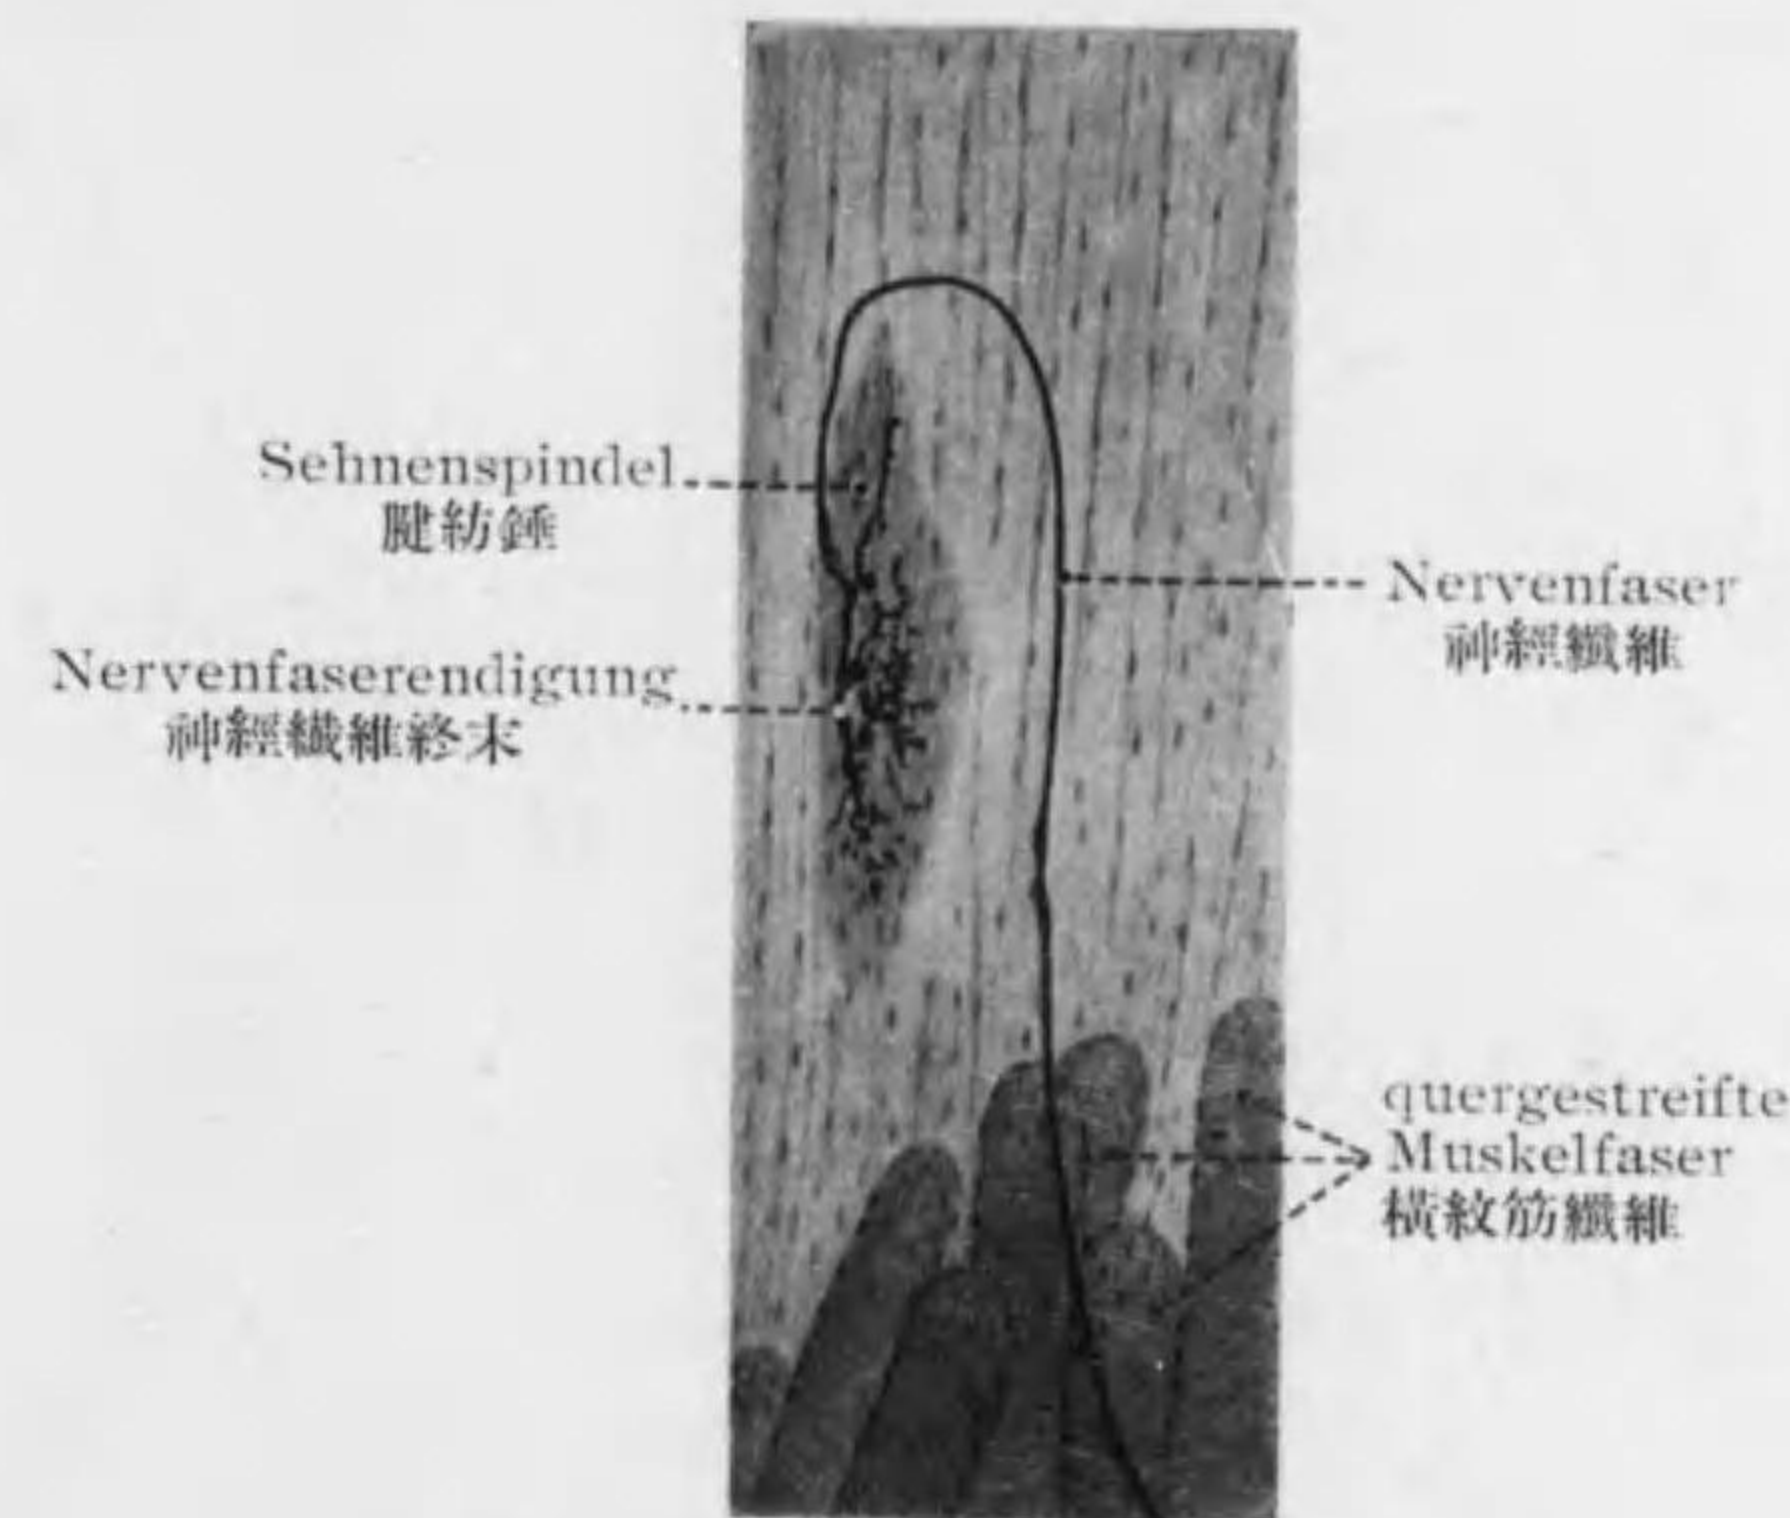 Sehnenspindel
腱紡錘
Nervenfaserendigung
神經纖維終末
Nervenfaser
神經纖維
quergestreifte
Muskelfaser
橫紋筋纖維